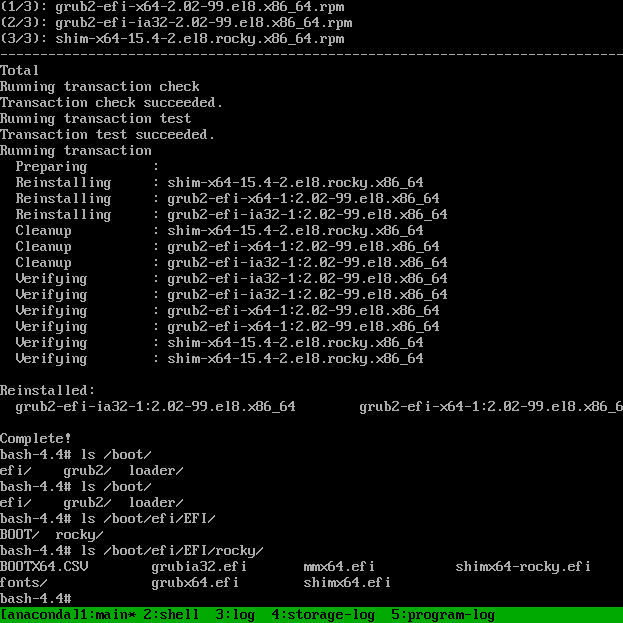 (1/3): grub2-efi-x64-2.02-99.el8.x86_64.rpm
(2/3): grub2-efi-ia32-2.02-99.el8.x86_64.rpm
(3/3): shim-x64-15.4-2.el8.rocky.x86_64.rpm
--------------------------------------------------------------------------------
Total
Running transaction check
Transaction check succeeded.
Running transaction test
Transaction test succeeded.
Running transaction
  Preparing        :
  Reinstalling     : shim-x64-15.4-2.el8.rocky.x86_64
  Reinstalling     : grub2-efi-x64-1:2.02-99.el8.x86_64
  Reinstalling     : grub2-efi-ia32-1:2.02-99.el8.x86_64
  Cleanup          : shim-x64-15.4-2.el8.rocky.x86_64
  Cleanup          : grub2-efi-x64-1:2.02-99.el8.x86_64
  Cleanup          : grub2-efi-ia32-1:2.02-99.el8.x86_64
  Verifying        : grub2-efi-ia32-1:2.02-99.el8.x86_64
  Verifying        : grub2-efi-ia32-1:2.02-99.el8.x86_64
  Verifying        : grub2-efi-x64-1:2.02-99.el8.x86_64
  Verifying        : grub2-efi-x64-1:2.02-99.el8.x86_64
  Verifying        : shim-x64-15.4-2.el8.rocky.x86_64
  Verifying        : shim-x64-15.4-2.el8.rocky.x86_64
Reinstalled:
  grub2-efi-ia32-1:2.02-99.el8.x86_64        grub2-efi-x64-1:2.02-99.el8.x86_6
Complete!
bash-4.4# ls /boot/
efi/    grub2/  loader/
bash-4.4# ls /boot/
efi/    grub2/  loader/
bash-4.4# ls /boot/efi/EFI/
BOOT/  rocky/
bash-4.4# ls /boot/efi/EFI/rocky/
BOOTX64.CSV        grubia32.efi       mmx64.efi          shimx64-rocky.efi
fonts/             grubx64.efi        shimx64.efi
bash-4.4#
[anaconda]1:main* 2:shell  3:log  4:storage-log  5:program-log